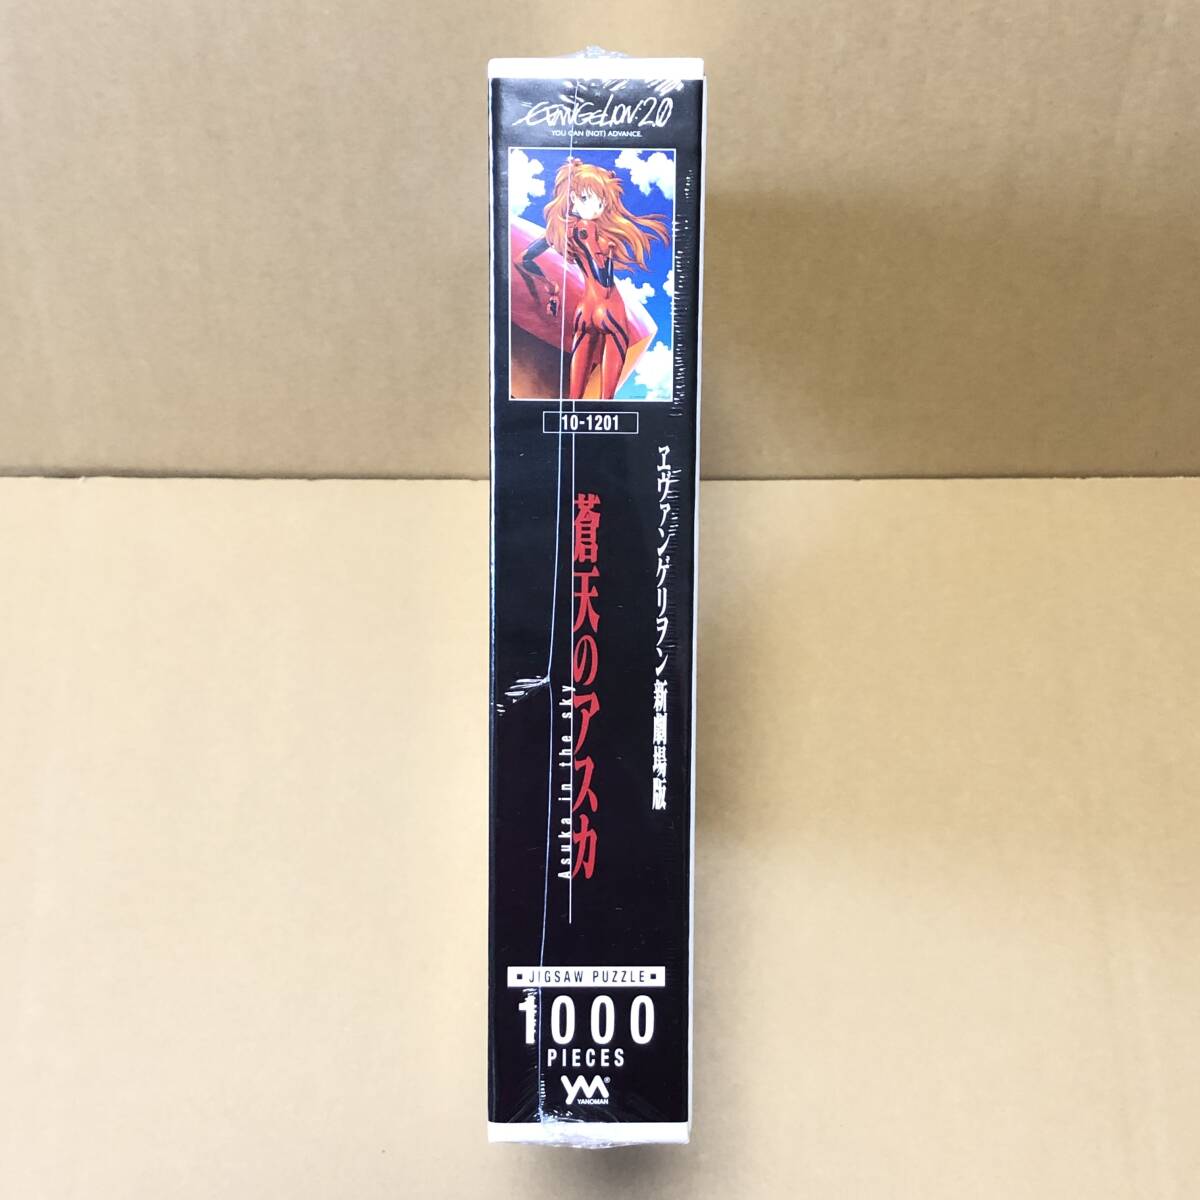 EVANGELION:2.0
YOU CAN (NOT) ADVANCE.
10-1201
ヱヴァンゲリヲン新劇場版
蒼天のアスカ
Asuka in the sky
JIGSAW PUZZLE
1000
PIECES
YM®
YANOMAN